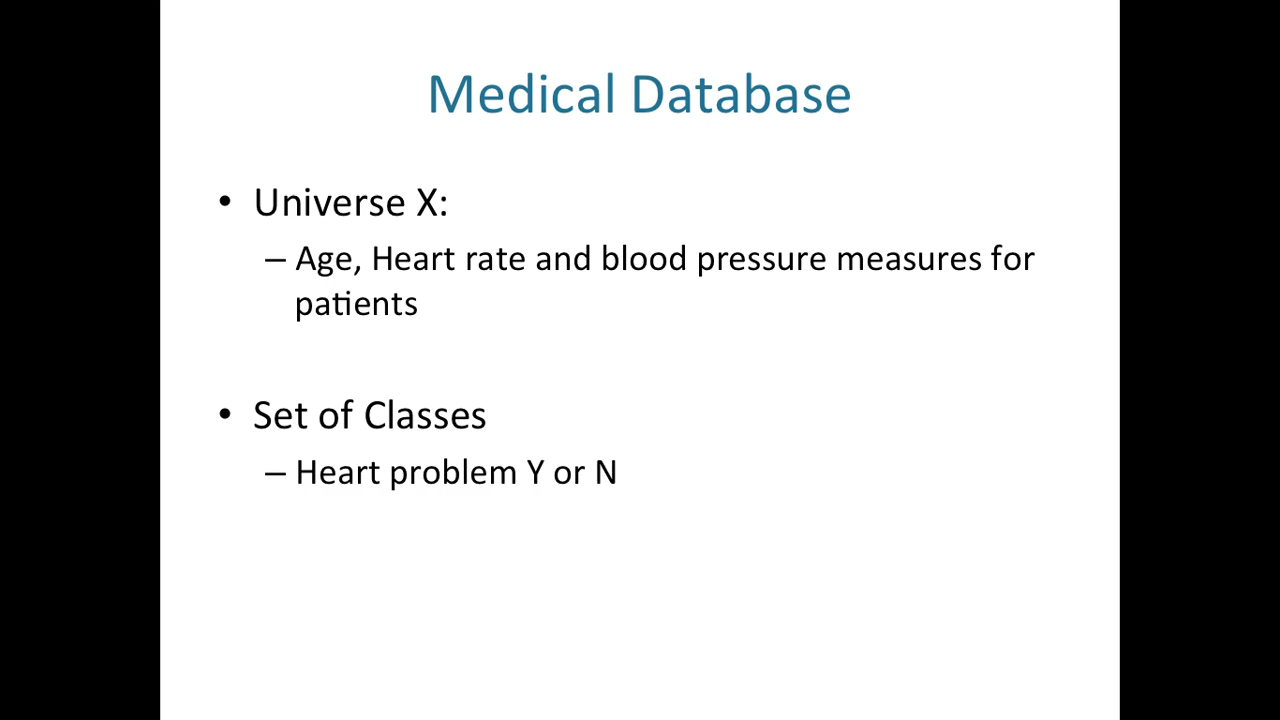 Medical Database
• Universe X:
– Age, Heart rate and blood pressure measures for
patients
• Set of Classes
– Heart problem Y or N